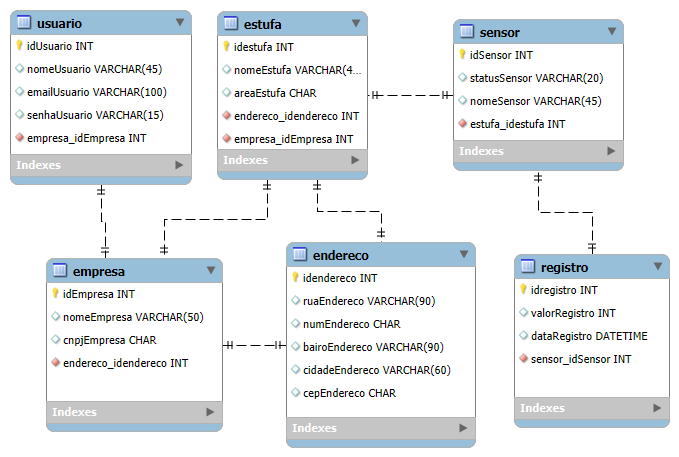 usuario
idUsuario INT
nomeUsuario VARCHAR(45)
emailUsuario VARCHAR(100)
senhaUsuario VARCHAR(15)
empresa_idEmpresa INT
Indexes
estufa
idestufa INT
nomeEstufa VARCHAR(4...
areaEstufa CHAR
endereco_idendereco INT
empresa_idEmpresa INT
Indexes
sensor
idSensor INT
statusSensor VARCHAR(20)
nomeSensor VARCHAR(45)
estufa_idestufa INT
Indexes
empresa
idEmpresa INT
nomeEmpresa VARCHAR(50)
cnpjEmpresa CHAR
endereco_idendereco INT
Indexes
endereco
idendereco INT
ruaEndereco VARCHAR(90)
numEndereco CHAR
bairoEndereco VARCHAR(90)
cidadeEndereco VARCHAR(60)
cepEndereco CHAR
Indexes
registro
idregistro INT
valorRegistro INT
dataRegistro DATETIME
sensor_idSensor INT
Indexes